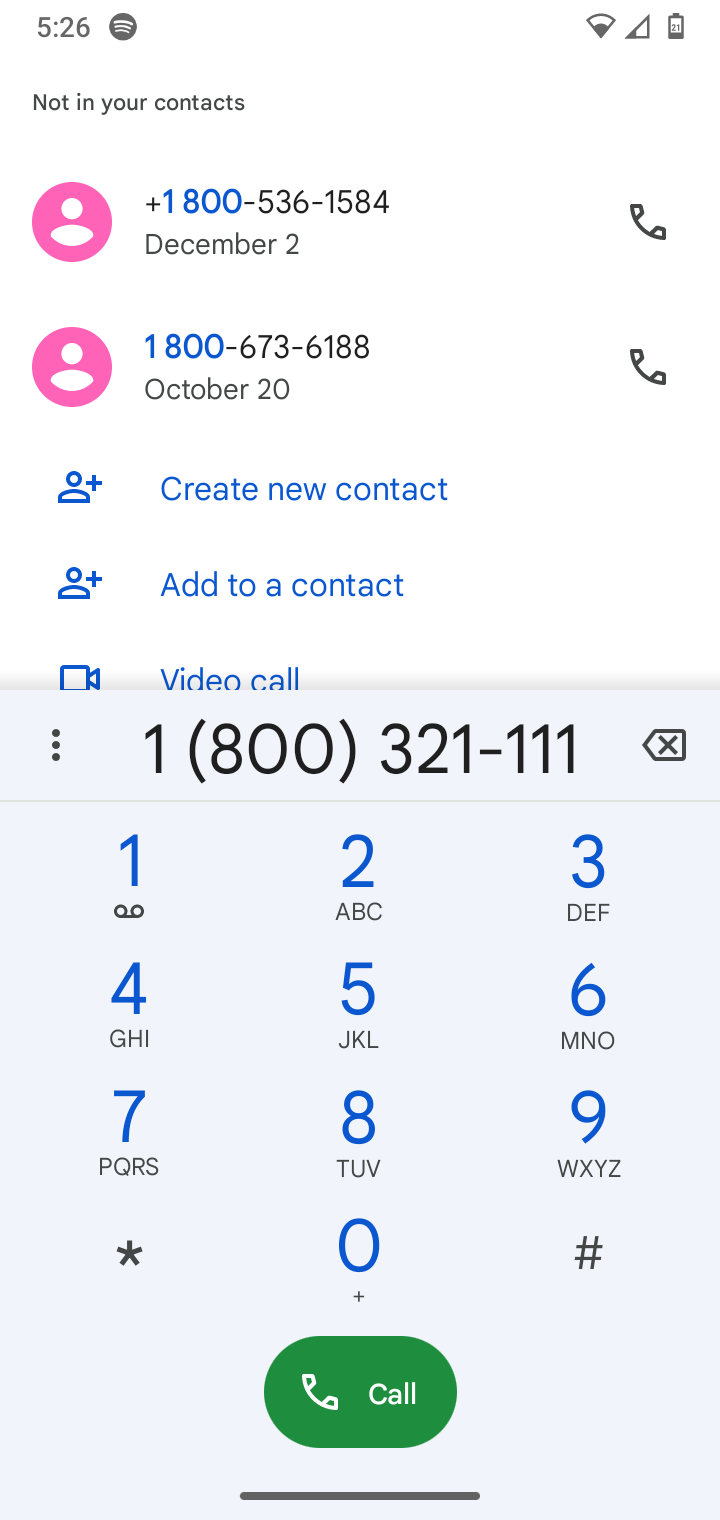 5:26
21
Not in your contacts
+1 800-536-1584
December 2
1 800-673-6188
October 20
Create new contact
Add to a contact
Video call
1 (800) 321-111
1 2 3
ABC DEF
4 5 6
GHI JKL MNO
7 8 9
PQRS TUV WXYZ
* 0 #
+
Call